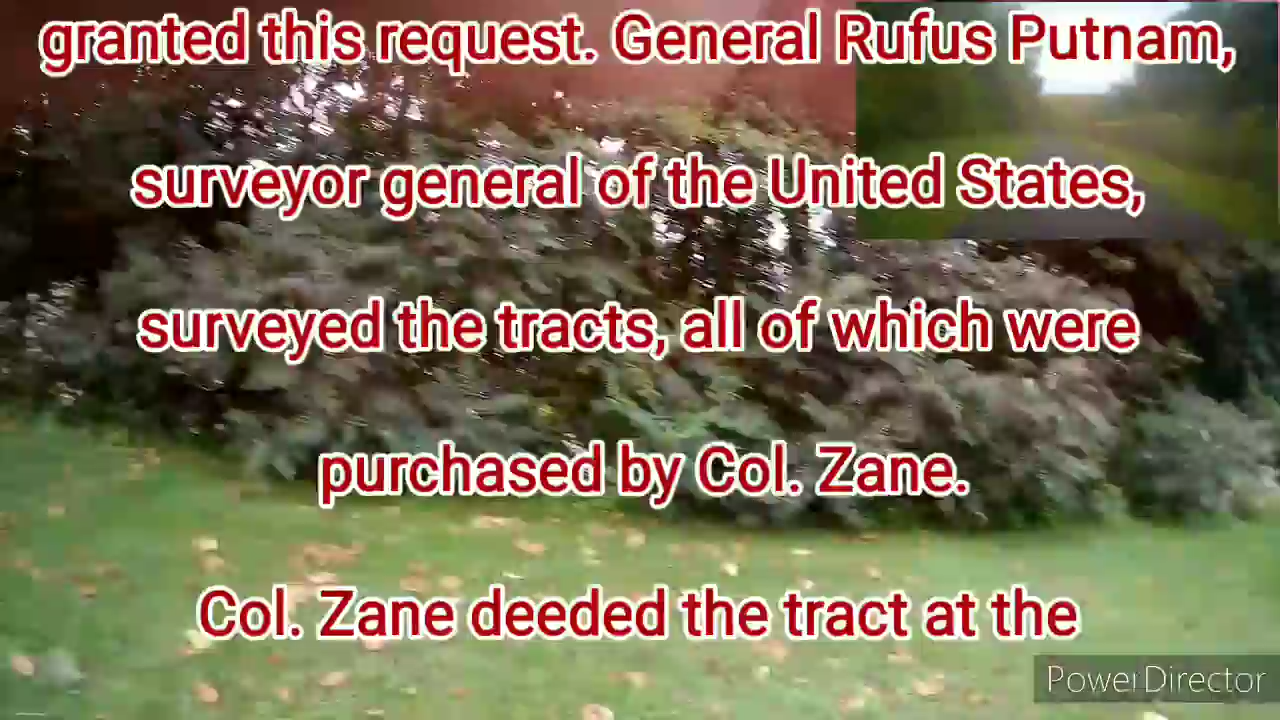 granted this request. General Rufus Putnam,
surveyor general of the United States,
surveyed the tracts, all of which were
purchased by Col. Zane.
Col. Zane deeded the tract at the
PowerDirector